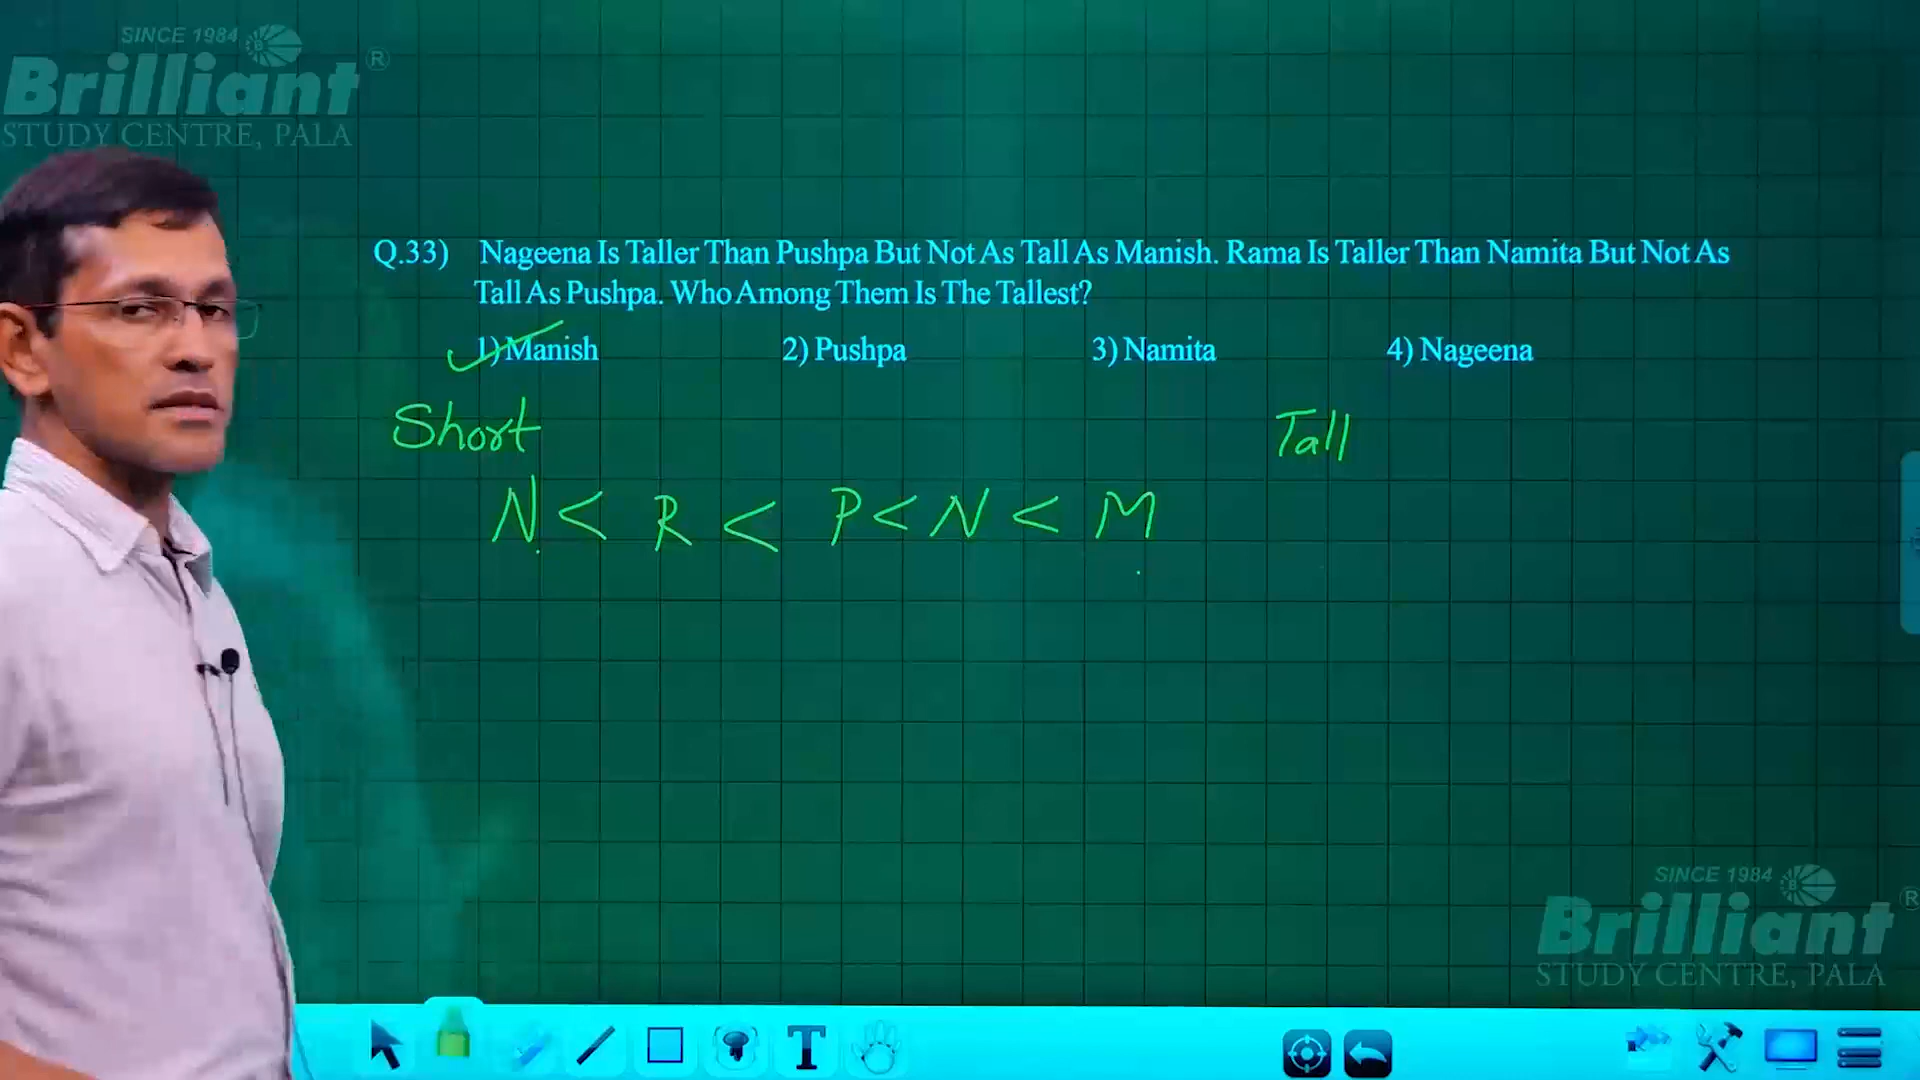 SINCE 1984
Brilliant®
STUDY CENTRE, PALA
Q.33) Nageena Is Taller Than Pushpa But Not As Tall As Manish. Rama Is Taller Than Namita But Not As
Tall As Pushpa. Who Among Them Is The Tallest?
1) Manish 2) Pushpa 3) Namita 4) Nageena
Short Tall
N < R < P < N < M
SINCE 1984
Brilliant®
STUDY CENTRE, PALA
T